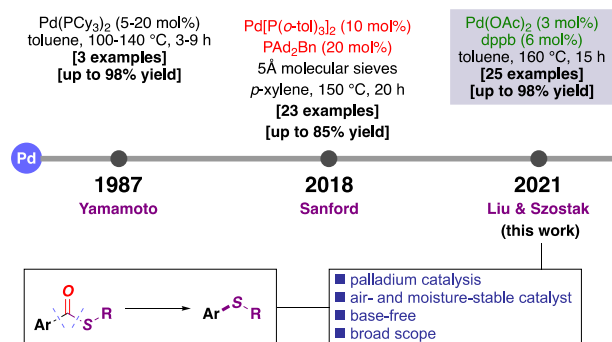 Pd(PCy₃)₂ (5-20 mol%)
toluene, 100-140 °C, 3-9 h
[3 examples]
[up to 98% yield]
Pd[P(o-tol)₃]₂ (10 mol%)
PAd₂Bn (20 mol%)
5Å molecular sieves
p-xylene, 150 °C, 20 h
[23 examples]
[up to 85% yield]
Pd(OAc)₂ (3 mol%)
dppb (6 mol%)
toluene, 160 °C, 15 h
[25 examples]
[up to 98% yield]
Pd
1987
Yamamoto
2018
Sanford
2021
Liu & Szostak
(this work)
O
Ar S R
Ar S R
palladium catalysis
air- and moisture-stable catalyst
base-free
broad scope